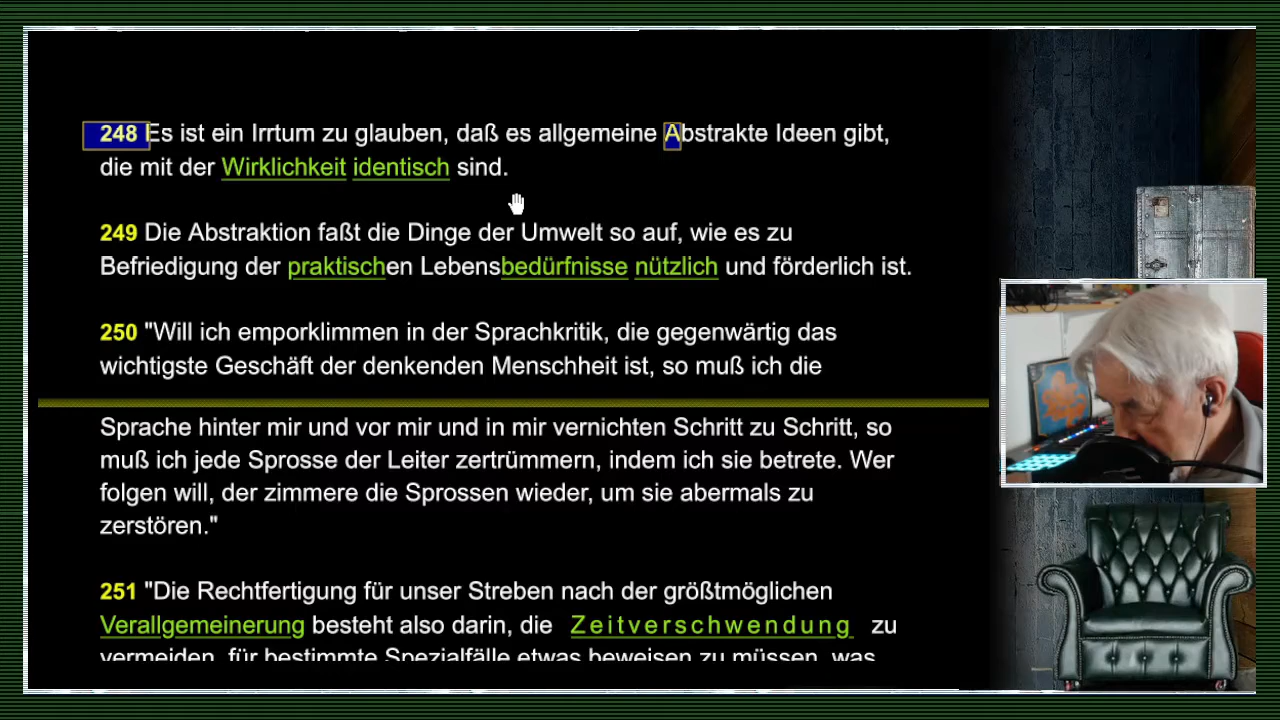 248 Es ist ein Irrtum zu glauben, daß es allgemeine Abstrakte Ideen gibt,
die mit der Wirklichkeit identisch sind.
249 Die Abstraktion faßt die Dinge der Umwelt so auf, wie es zu
Befriedigung der praktischen Lebensbedürfnisse nützlich und förderlich ist.
250 "Will ich emporklimmen in der Sprachkritik, die gegenwärtig das
wichtigste Geschäft der denkenden Menschheit ist, so muß ich die
Sprache hinter mir und vor mir und in mir vernichten Schritt zu Schritt, so
muß ich jede Sprosse der Leiter zertrümmern, indem ich sie betrete. Wer
folgen will, der zimmere die Sprossen wieder, um sie abermals zu
zerstören."
251 "Die Rechtfertigung für unser Streben nach der größtmöglichen
Verallgemeinerung besteht also darin, die Zeitverschwendung zu
vermeiden, für bestimmte Spezialfälle etwas beweisen zu müssen, was